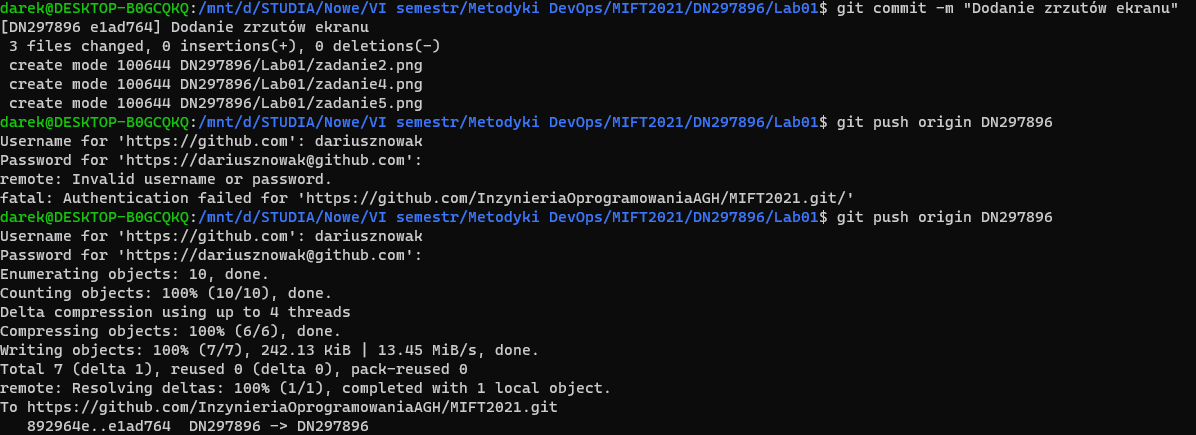 darek@DESKTOP-B0GCQKQ:/mnt/d/STUDIA/Nowe/VI semestr/Metodyki DevOps/MIFT2021/DN297896/Lab01$ git commit -m "Dodanie zrzutów ekranu"
[DN297896 e1ad764] Dodanie zrzutów ekranu
 3 files changed, 0 insertions(+), 0 deletions(-)
 create mode 100644 DN297896/Lab01/zadanie2.png
 create mode 100644 DN297896/Lab01/zadanie4.png
 create mode 100644 DN297896/Lab01/zadanie5.png
darek@DESKTOP-B0GCQKQ:/mnt/d/STUDIA/Nowe/VI semestr/Metodyki DevOps/MIFT2021/DN297896/Lab01$ git push origin DN297896
Username for 'https://github.com': dariusznowak
Password for 'https://dariusznowak@github.com':
remote: Invalid username or password.
fatal: Authentication failed for 'https://github.com/InzynieriaOprogramowaniaAGH/MIFT2021.git/'
darek@DESKTOP-B0GCQKQ:/mnt/d/STUDIA/Nowe/VI semestr/Metodyki DevOps/MIFT2021/DN297896/Lab01$ git push origin DN297896
Username for 'https://github.com': dariusznowak
Password for 'https://dariusznowak@github.com':
Enumerating objects: 10, done.
Counting objects: 100% (10/10), done.
Delta compression using up to 4 threads
Compressing objects: 100% (6/6), done.
Writing objects: 100% (7/7), 242.13 KiB | 13.45 MiB/s, done.
Total 7 (delta 1), reused 0 (delta 0), pack-reused 0
remote: Resolving deltas: 100% (1/1), completed with 1 local object.
To https://github.com/InzynieriaOprogramowaniaAGH/MIFT2021.git
   892964e..e1ad764  DN297896 -> DN297896